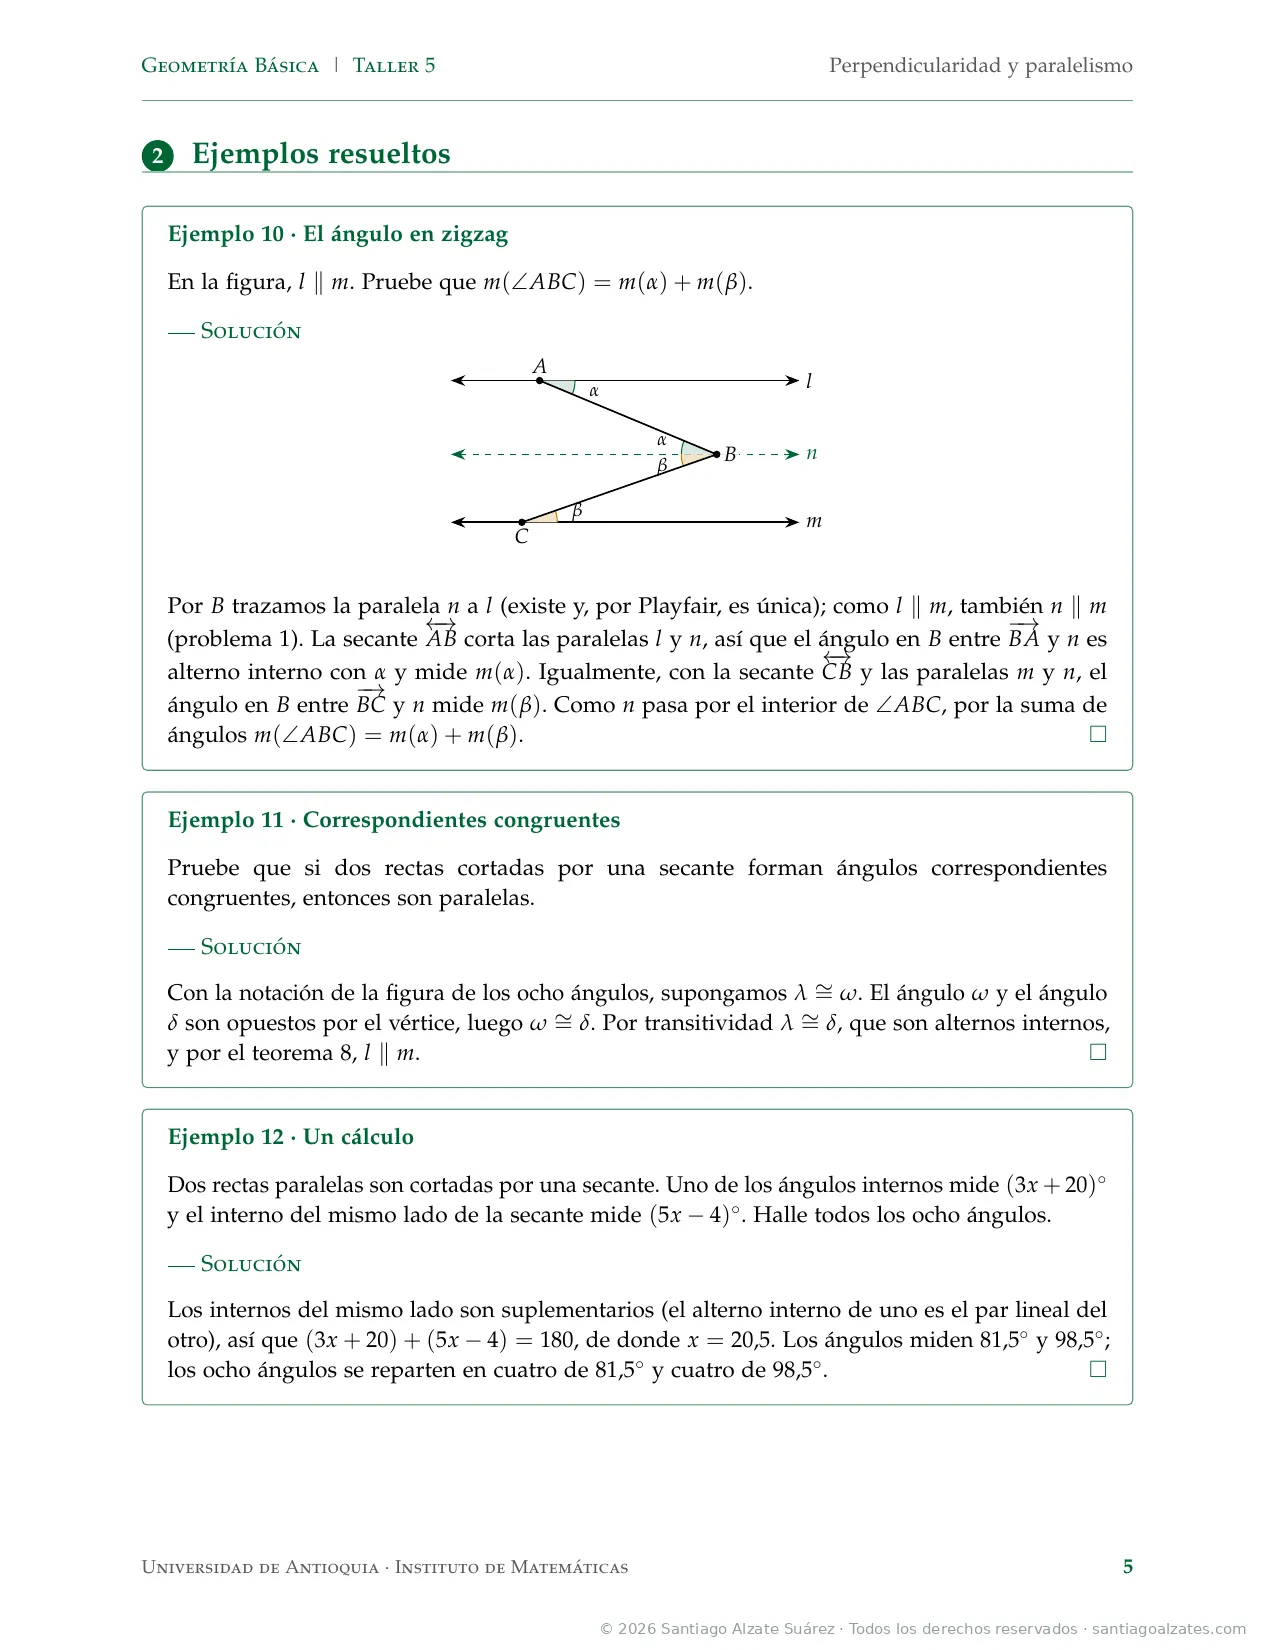 Geometría Básica | Taller 5 Perpendicularidad y paralelismo
2 Ejemplos resueltos
Ejemplo 10 · El ángulo en zigzag
En la figura, l ∥ m. Pruebe que m(∠ABC) = m(α) + m(β).
— Solución
A
l
α
α
B
n
β
β
m
C
Por B trazamos la paralela n a l (existe y, por Playfair, es única); como l ∥ m, también n ∥ m
(problema 1). La secante \overleftrightarrow{AB} corta las paralelas l y n, así que el ángulo en B entre \overrightarrow{BA} y n es
alterno interno con α y mide m(α). Igualmente, con la secante \overleftrightarrow{CB} y las paralelas m y n, el
ángulo en B entre \overrightarrow{BC} y n mide m(β). Como n pasa por el interior de ∠ABC, por la suma de
ángulos m(∠ABC) = m(α) + m(β). □
Ejemplo 11 · Correspondientes congruentes
Pruebe que si dos rectas cortadas por una secante forman ángulos correspondientes
congruentes, entonces son paralelas.
— Solución
Con la notación de la figura de los ocho ángulos, supongamos λ ≅ ω. El ángulo ω y el ángulo
δ son opuestos por el vértice, luego ω ≅ δ. Por transitividad λ ≅ δ, que son alternos internos,
y por el teorema 8, l ∥ m. □
Ejemplo 12 · Un cálculo
Dos rectas paralelas son cortadas por una secante. Uno de los ángulos internos mide (3x + 20)°
y el interno del mismo lado de la secante mide (5x − 4)°. Halle todos los ocho ángulos.
— Solución
Los internos del mismo lado son suplementarios (el alterno interno de uno es el par lineal del
otro), así que (3x + 20) + (5x − 4) = 180, de donde x = 20,5. Los ángulos miden 81,5° y 98,5°;
los ocho ángulos se reparten en cuatro de 81,5° y cuatro de 98,5°. □
Universidad de Antioquia · Instituto de Matemáticas 5
© 2026 Santiago Alzate Suárez · Todos los derechos reservados · santiagoalzates.com